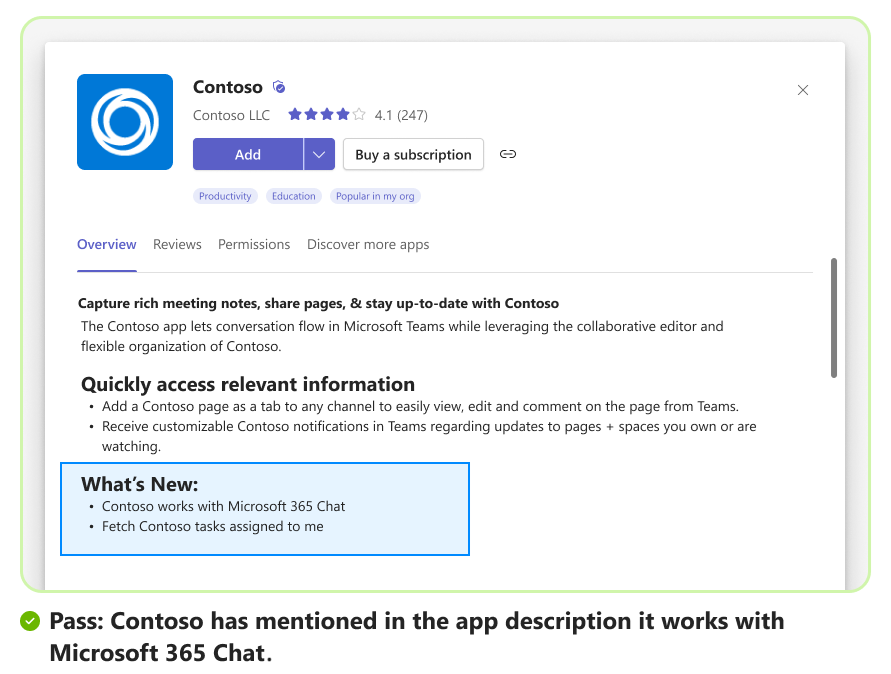 Contoso
Contoso LLC 4.1 (247)
Add Buy a subscription
Productivity Education Popular in my org
Overview Reviews Permissions Discover more apps
Capture rich meeting notes, share pages, & stay up-to-date with Contoso
The Contoso app lets conversation flow in Microsoft Teams while leveraging the collaborative editor and
flexible organization of Contoso.
Quickly access relevant information
• Add a Contoso page as a tab to any channel to easily view, edit and comment on the page from Teams.
• Receive customizable Contoso notifications in Teams regarding updates to pages + spaces you own or are
watching.
What's New:
• Contoso works with Microsoft 365 Chat
• Fetch Contoso tasks assigned to me
Pass: Contoso has mentioned in the app description it works with
Microsoft 365 Chat.